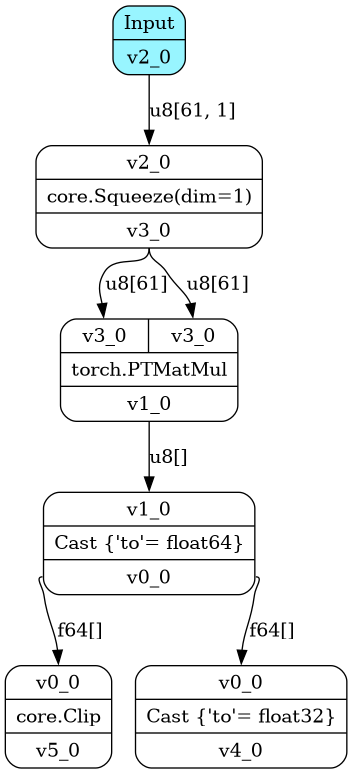 Input
v2_0
u8[61, 1]
v2_0
core.Squeeze(dim=1)
v3_0
u8[61] u8[61]
v3_0 v3_0
torch.PTMatMul
v1_0
u8[]
v1_0
Cast {'to'= float64}
v0_0
f64[] f64[]
v0_0 v0_0
core.Clip Cast {'to'= float32}
v5_0 v4_0